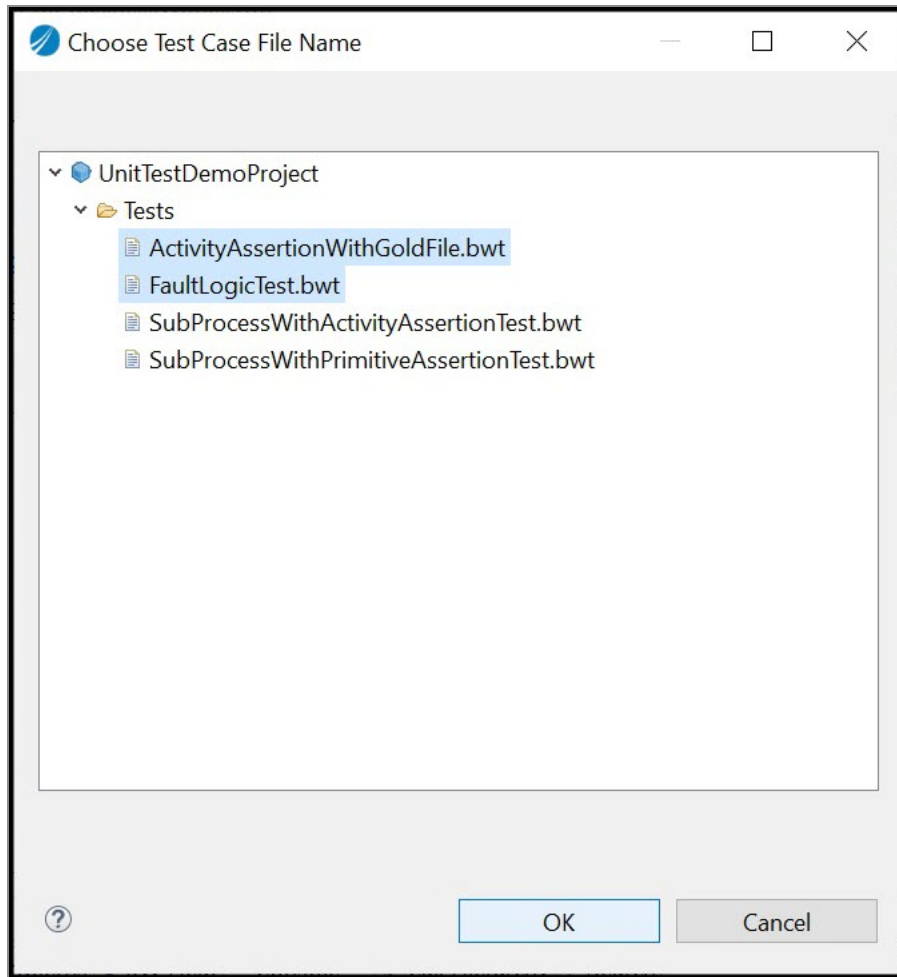 Choose Test Case File Name
UnitTestDemoProject
Tests
ActivityAssertionWithGoldFile.bwt
FaultLogicTest.bwt
SubProcessWithActivityAssertionTest.bwt
SubProcessWithPrimitiveAssertionTest.bwt
? OK Cancel